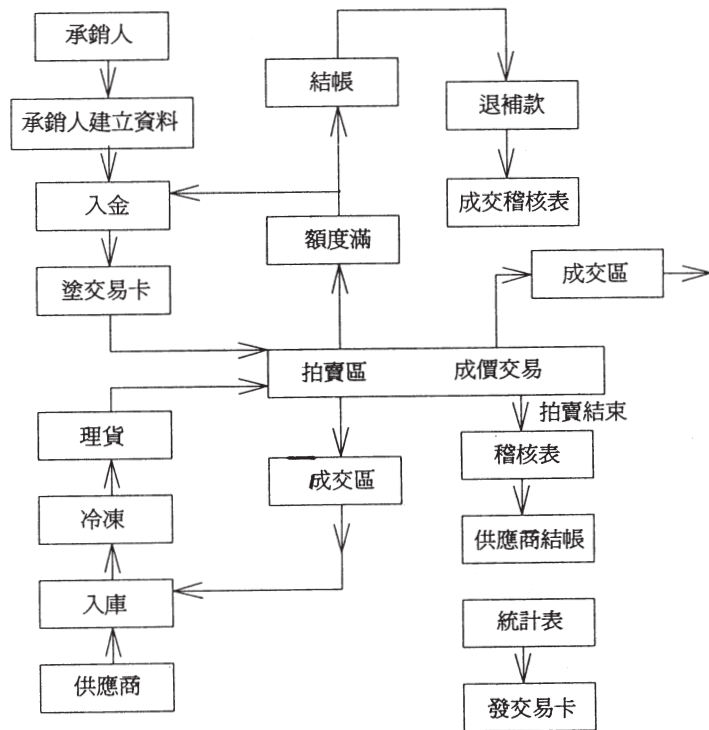 承銷人
承銷人建立資料
入金
塗交易卡
結帳
額度滿
退補款
成交稽核表
成交區
拍賣區 成價交易
拍賣結束
理貨
冷凍
入庫
供應商
成交區
稽核表
供應商結帳
統計表
發交易卡